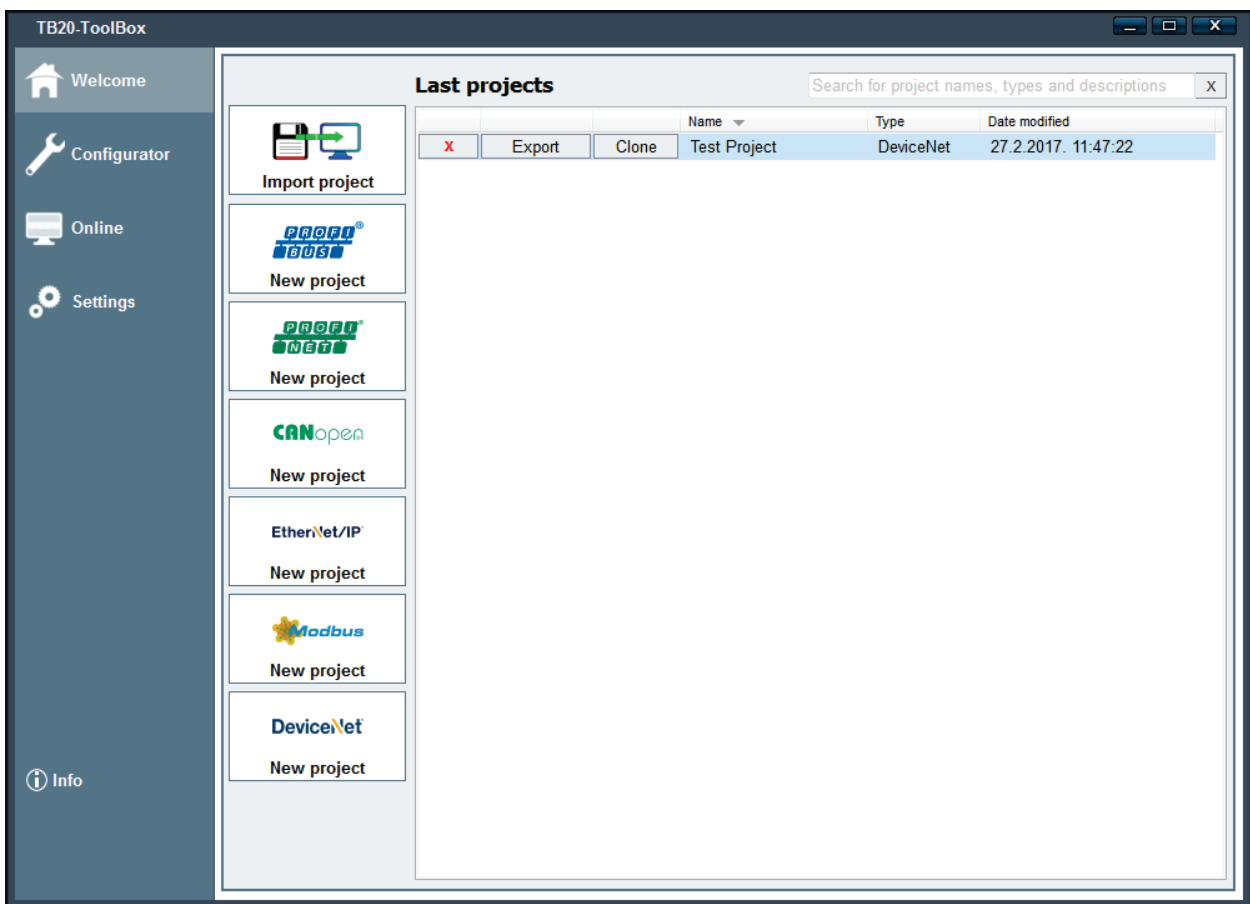 TB20-ToolBox
X
Welcome
Configurator
Online
Settings
Info
Import project
PROFI®
BUS
New project
PROFI®
NET
New project
CANopen
New project
EtherNet/IP
New project
Modbus
New project
DeviceNet
New project
Last projects
Search for project names, types and descriptions X
Name Type Date modified
X Export Clone Test Project DeviceNet 27.2.2017. 11:47:22